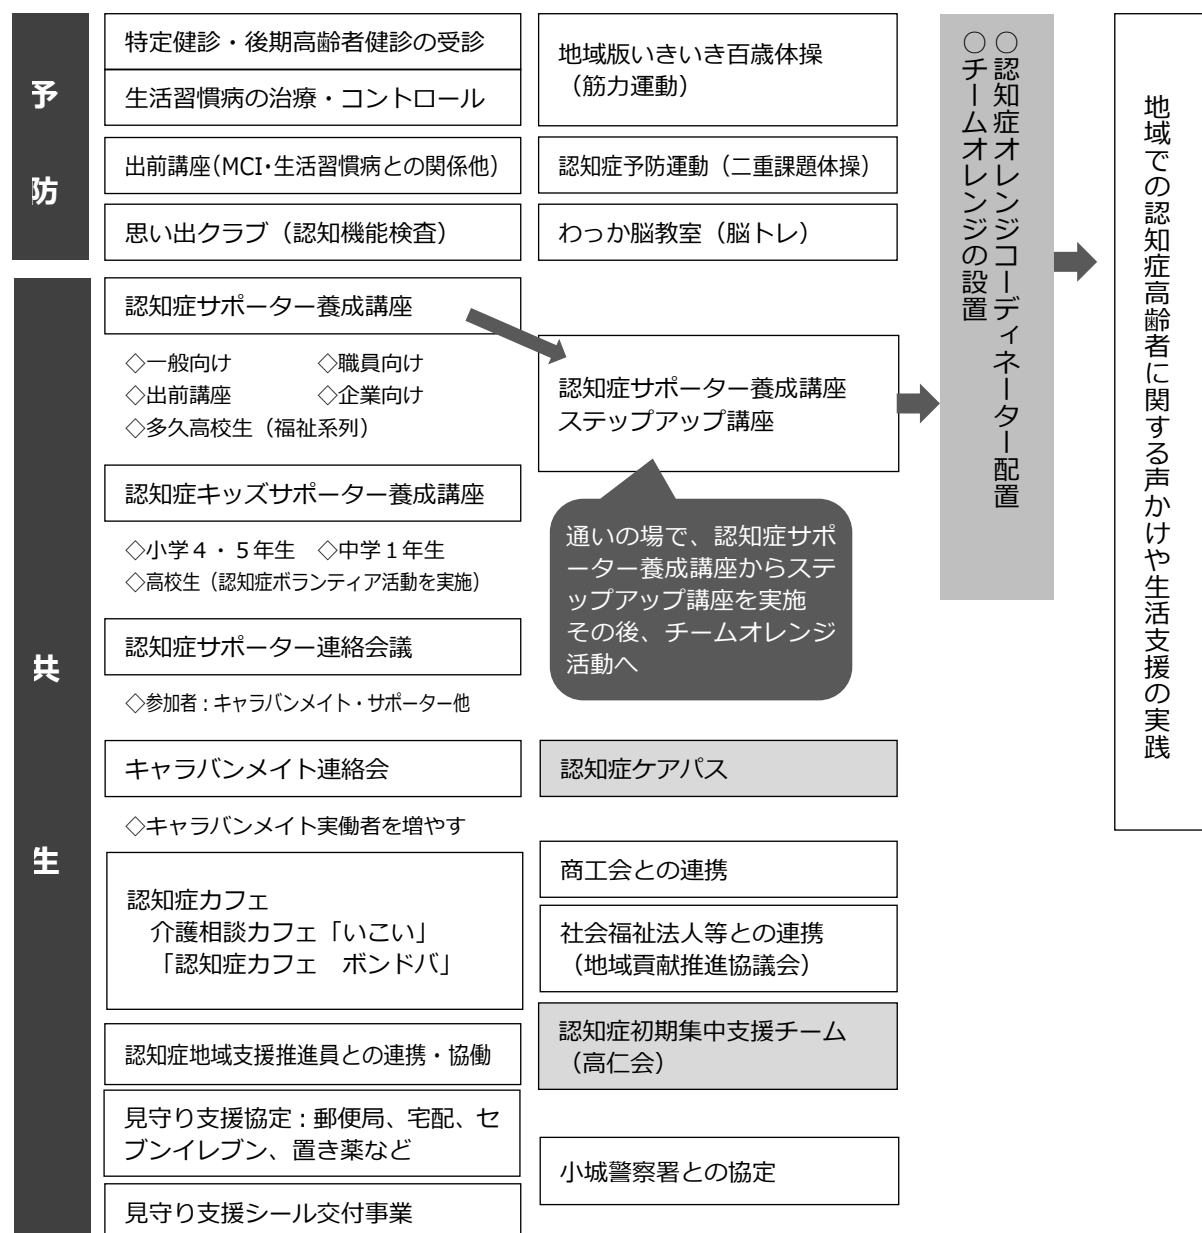 予
防
特定健診・後期高齢者健診の受診
生活習慣病の治療・コントロール
出前講座（MCI・生活習慣病との関係他）
思い出クラブ（認知機能検査）
地域版いきいき百歳体操
（筋力運動）
認知症予防運動（二重課題体操）
わっか脳教室（脳トレ）
共
生
認知症サポーター養成講座
◇一般向け　◇職員向け
◇出前講座　◇企業向け
◇多久高校生（福祉系列）
認知症キッズサポーター養成講座
◇小学４・５年生　◇中学１年生
◇高校生（認知症ボランティア活動を実施）
認知症サポーター連絡会議
◇参加者：キャラバンメイト・サポーター他
キャラバンメイト連絡会
◇キャラバンメイト実働者を増やす
認知症カフェ
介護相談カフェ「いこい」
「認知症カフェ　ボンドバ」
認知症地域支援推進員との連携・協働
見守り支援協定：郵便局、宅配、セ
ブンイレブン、置き薬など
見守り支援シール交付事業
認知症サポーター養成講座
ステップアップ講座
通いの場で、認知症サポ
ーター養成講座からステ
ップアップ講座を実施
その後、チームオレンジ
活動へ
認知症ケアパス
商工会との連携
社会福祉法人等との連携
（地域貢献推進協議会）
認知症初期集中支援チーム
（高仁会）
小城警察署との協定
○認知症オレンジコーディネーター配置
○チームオレンジの設置
地域での認知症高齢者に関する声かけや生活支援の実践